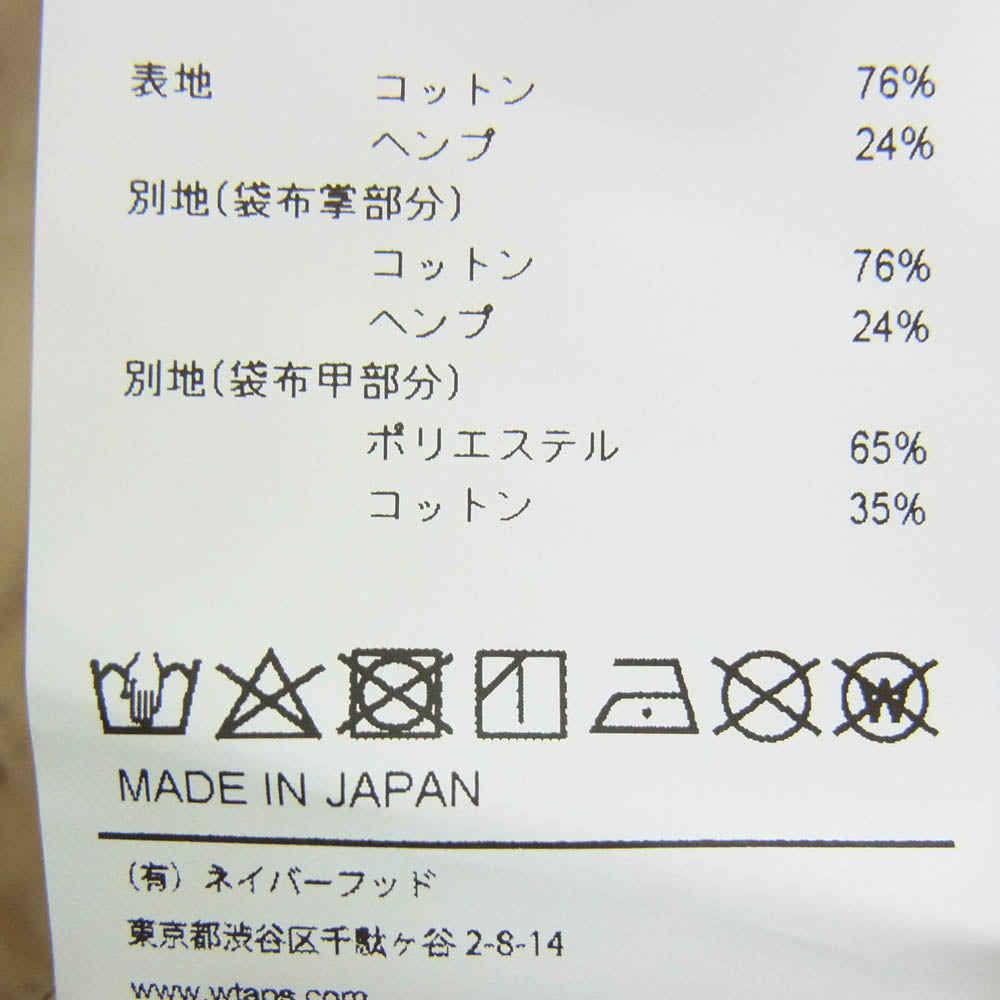 表地 コットン 76%
ヘンプ 24%
別地(袋布掌部分)
コットン 76%
ヘンプ 24%
別地(袋布甲部分)
ポリエステル 65%
コットン 35%
W
MADE IN JAPAN
(有) ネイバーフッド
東京都渋谷区千駄ヶ谷 2-8-14
www.wtaps.com